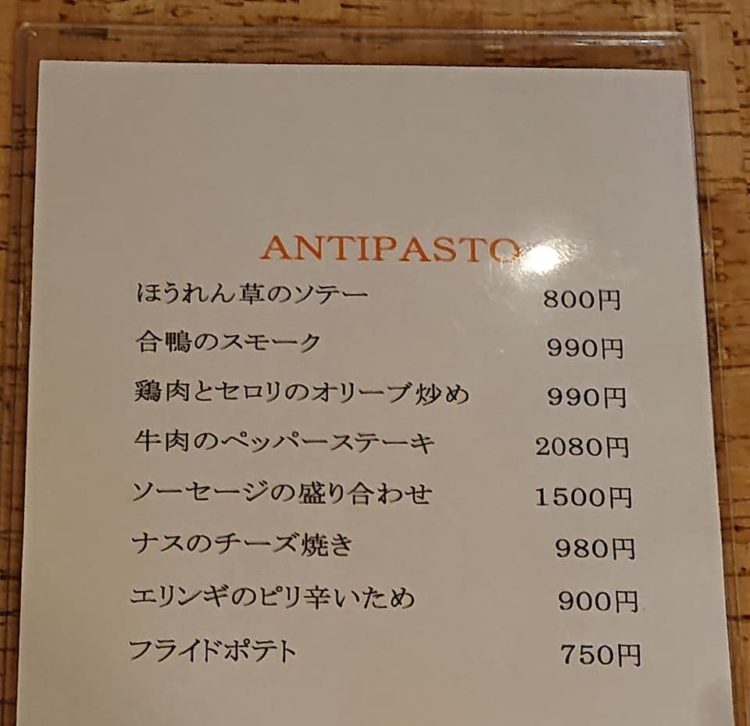 ANTIPASTO
ほうれん草のソテー 800円
合鴨のスモーク 990円
鶏肉とセロリのオリーブ炒め 990円
牛肉のペッパーステーキ 2080円
ソーセージの盛り合わせ 1500円
ナスのチーズ焼き 980円
エリンギのピリ辛いため 900円
フライドポテト 750円